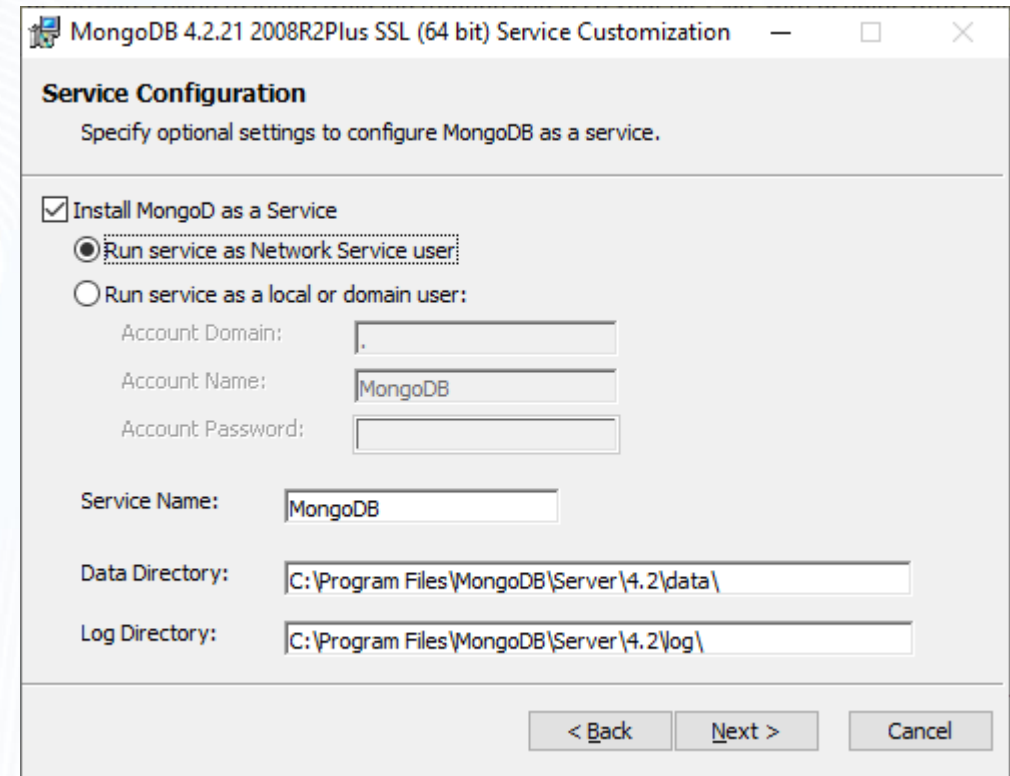 MongoDB 4.2.21 2008R2Plus SSL (64 bit) Service Customization
Service Configuration
Specify optional settings to configure MongoDB as a service.
Install MongoD as a Service
Run service as Network Service user
Run service as a local or domain user:
Account Domain: .
Account Name: MongoDB
Account Password:
Service Name: MongoDB
Data Directory: C:\Program Files\MongoDB\Server\4.2\data\
Log Directory: C:\Program Files\MongoDB\Server\4.2\log\
< Back Next > Cancel